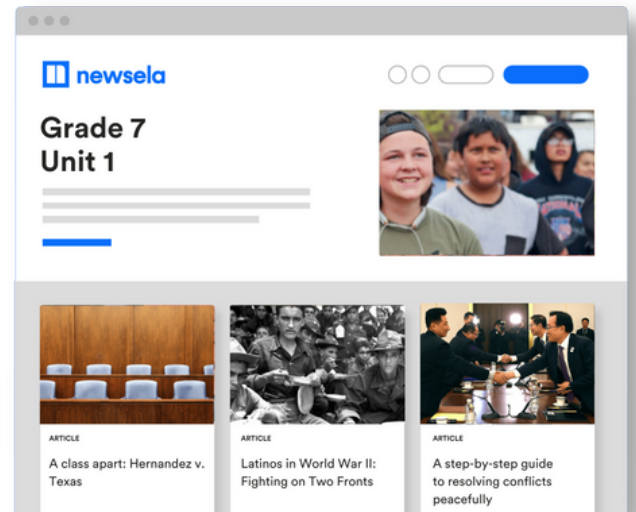 newsela
Grade 7
Unit 1
ARTICLE
A class apart: Hernandez v.
Texas
ARTICLE
Latinos in World War II:
Fighting on Two Fronts
ARTICLE
A step-by-step guide
to resolving conflicts
peacefully